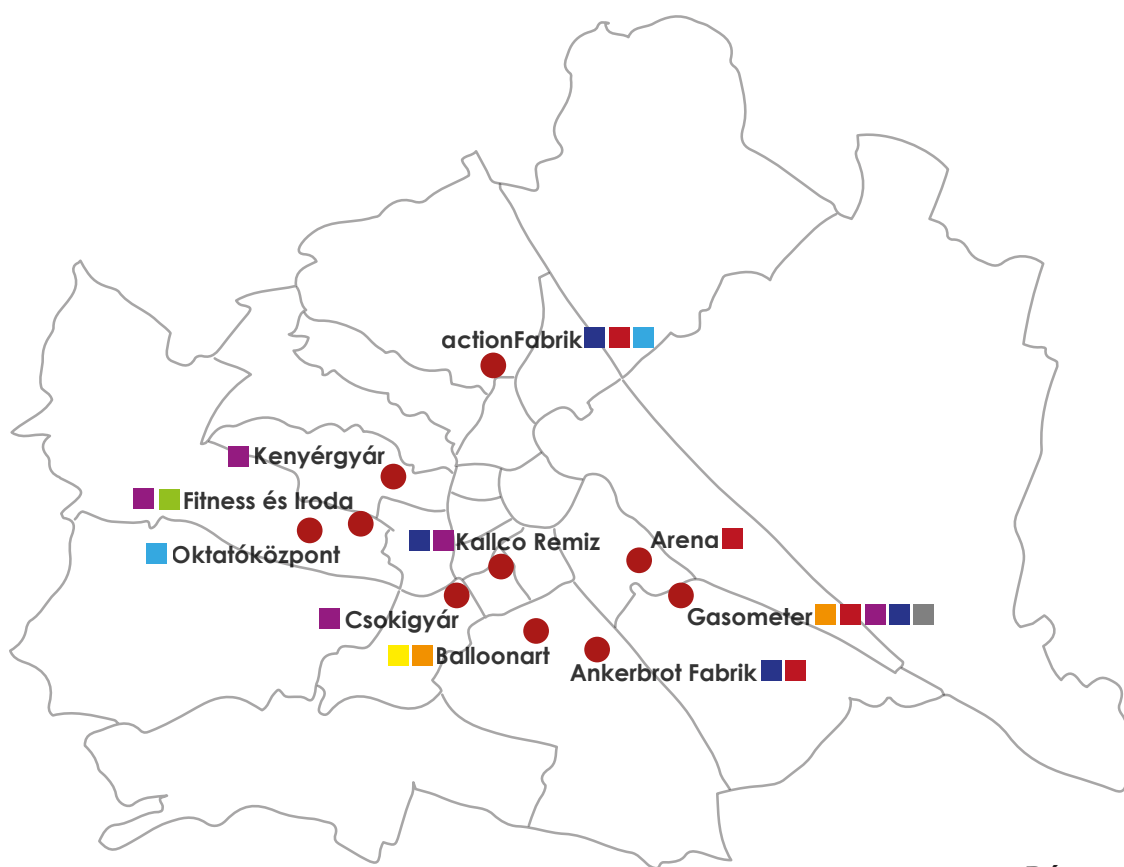 actionFabrik
Kenyérgyár
Fitness és Iroda
Oktatóközpont
Kallco Remiz
Arena
Csokigyár
Gasometer
Balloonart
Ankerbrot Fabrik